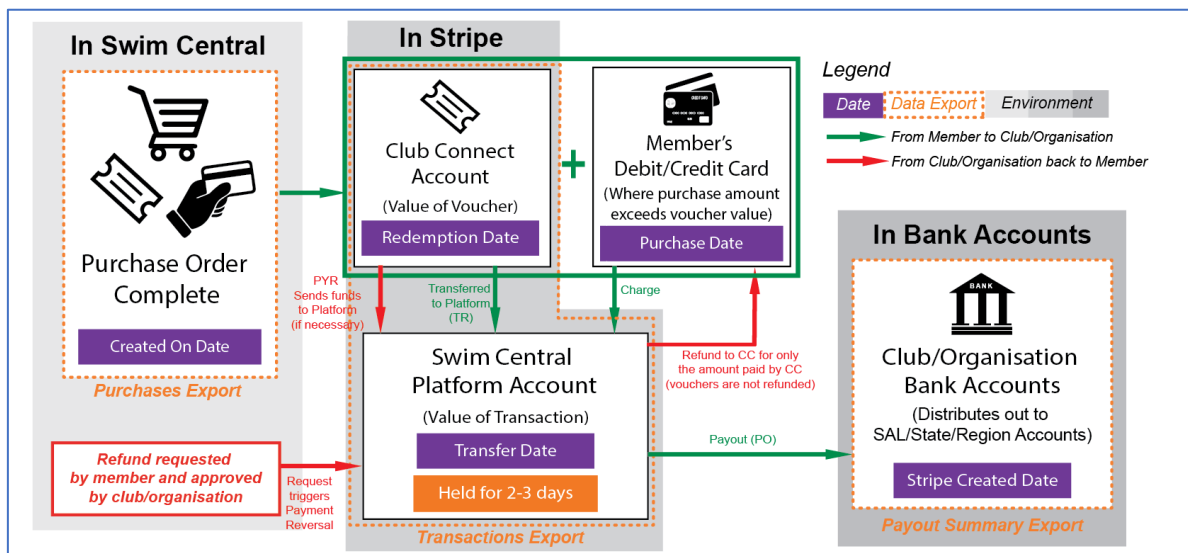 In Swim Central
Purchase Order
Complete
Created On Date
Purchases Export
Refund requested
by member and approved
by club/organisation
Request
triggers
Payment
Reversal
In Stripe
Club Connect
Account
(Value of Voucher)
Redemption Date
+
Member's
Debit/Credit Card
(Where purchase amount
exceeds voucher value)
Purchase Date
PYR
Sends funds
to Platform
(if necessary)
Transferred
to Platform
(TR)
Charge
Refund to CC for only
the amount paid by CC
(vouchers are not refunded)
Swim Central
Platform Account
(Value of Transaction)
Transfer Date
Held for 2-3 days
Transactions Export
Payout (PO)
Legend
Date
Data Export
Environment
From Member to Club/Organisation
From Club/Organisation back to Member
In Bank Accounts
BANK
Club/Organisation
Bank Accounts
(Distributes out to
SAL/State/Region Accounts)
Stripe Created Date
Payout Summary Export